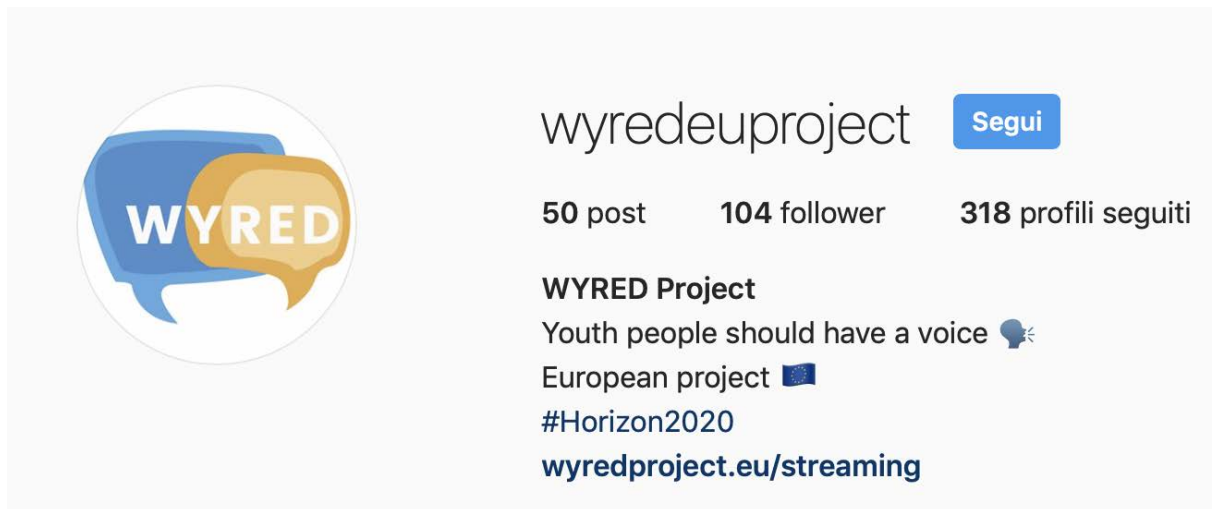 WYRED
wyredeuproject Segui
50 post 104 follower 318 profili seguiti
WYRED Project
Youth people should have a voice 🗣
European project 🇪🇺
#Horizon2020
wyredproject.eu/streaming